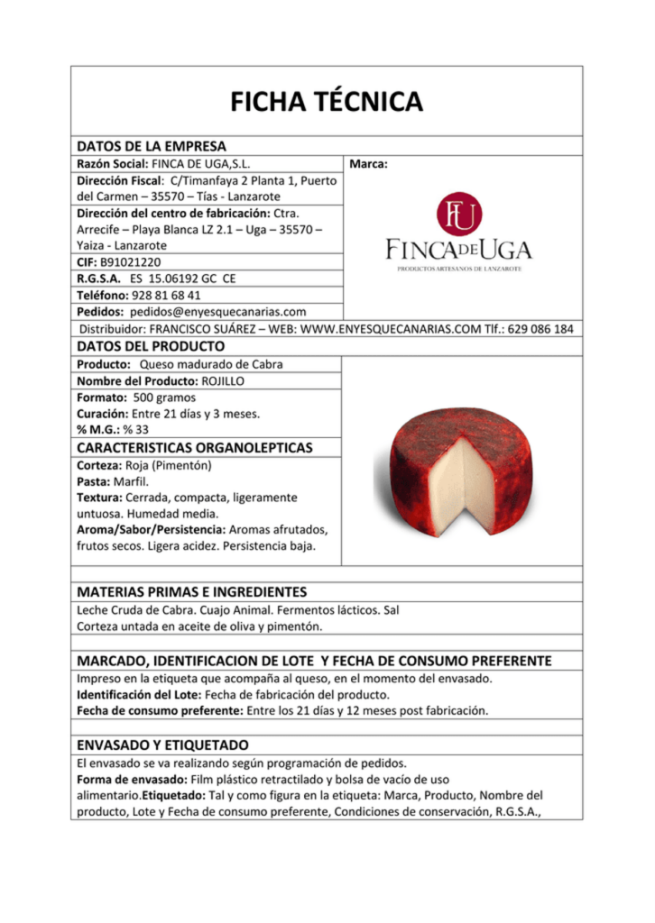 FICHA TÉCNICA
DATOS DE LA EMPRESA
Razón Social: FINCA DE UGA,S.L.
Dirección Fiscal:  C/Timanfaya 2 Planta 1, Puerto
del Carmen – 35570 – Tías - Lanzarote
Dirección del centro de fabricación: Ctra.
Arrecife – Playa Blanca LZ 2.1 – Uga – 35570 –
Yaiza - Lanzarote
CIF: B91021220
R.G.S.A.   ES  15.06192 GC  CE
Teléfono: 928 81 68 41
Pedidos:  pedidos@enyesquecanarias.com
Marca:
FU
FINCA DE UGA
PRODUCTOS ARTESANOS DE LANZAROTE
Distribuidor: FRANCISCO SUÁREZ – WEB: WWW.ENYESQUECANARIAS.COM Tlf.: 629 086 184
DATOS DEL PRODUCTO
Producto:   Queso madurado de Cabra
Nombre del Producto: ROJILLO
Formato:  500 gramos
Curación: Entre 21 días y 3 meses.
% M.G.: % 33
CARACTERISTICAS ORGANOLEPTICAS
Corteza: Roja (Pimentón)
Pasta: Marfil.
Textura: Cerrada, compacta, ligeramente
untuosa. Humedad media.
Aroma/Sabor/Persistencia: Aromas afrutados,
frutos secos. Ligera acidez. Persistencia baja.
MATERIAS PRIMAS E INGREDIENTES
Leche Cruda de Cabra. Cuajo Animal. Fermentos lácticos. Sal
Corteza untada en aceite de oliva y pimentón.
MARCADO, IDENTIFICACION DE LOTE  Y FECHA DE CONSUMO PREFERENTE
Impreso en la etiqueta que acompaña al queso, en el momento del envasado.
Identificación del Lote: Fecha de fabricación del producto.
Fecha de consumo preferente: Entre los 21 días y 12 meses post fabricación.
ENVASADO Y ETIQUETADO
El envasado se va realizando según programación de pedidos.
Forma de envasado: Film plástico retractilado y bolsa de vacío de uso
alimentario.Etiquetado: Tal y como figura en la etiqueta: Marca, Producto, Nombre del
producto, Lote y Fecha de consumo preferente, Condiciones de conservación, R.G.S.A.,